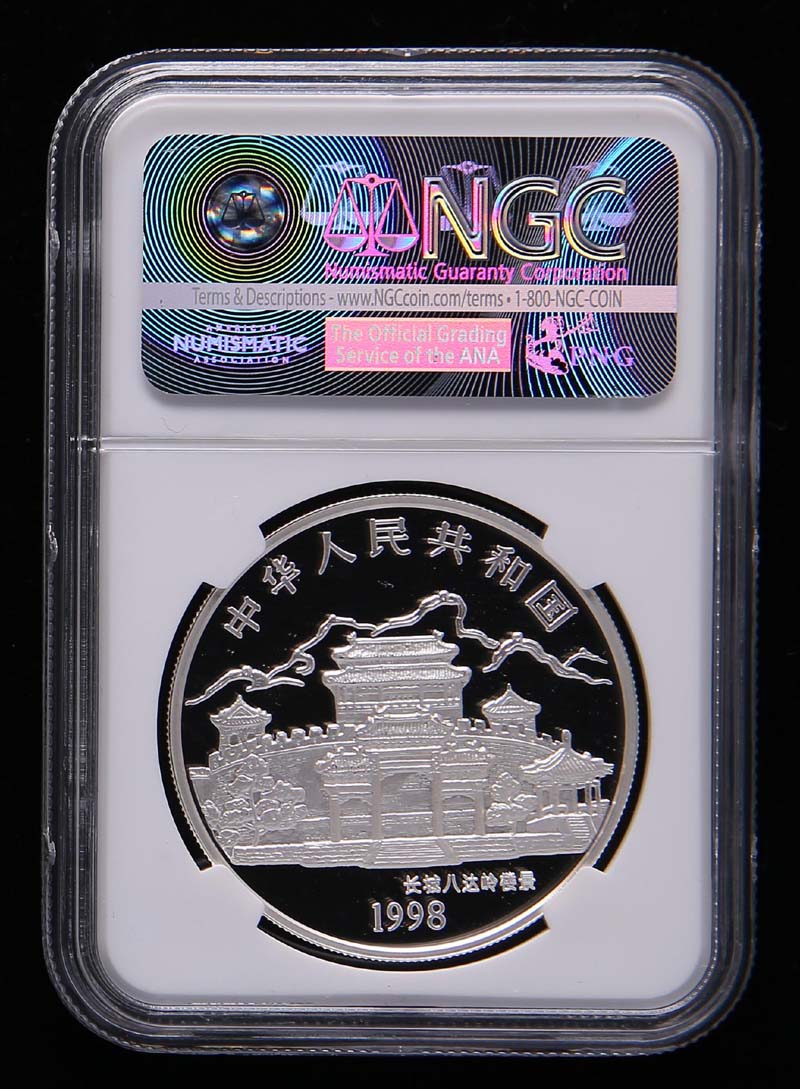 NGC
Numismatic Guaranty Corporation
Terms & Descriptions - www.NGCcoin.com/terms • 1-800-NGC-COIN
AMERICAN
NUMISMATIC
ASSOCIATION
The Official Grading
Service of the ANA
PNG
中华人民共和国
长城八达岭楼景
1998